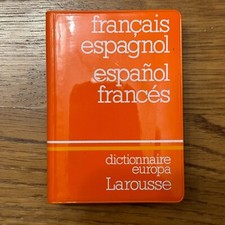 français
espagnol
español
francés
dictionnaire
europa
Larousse